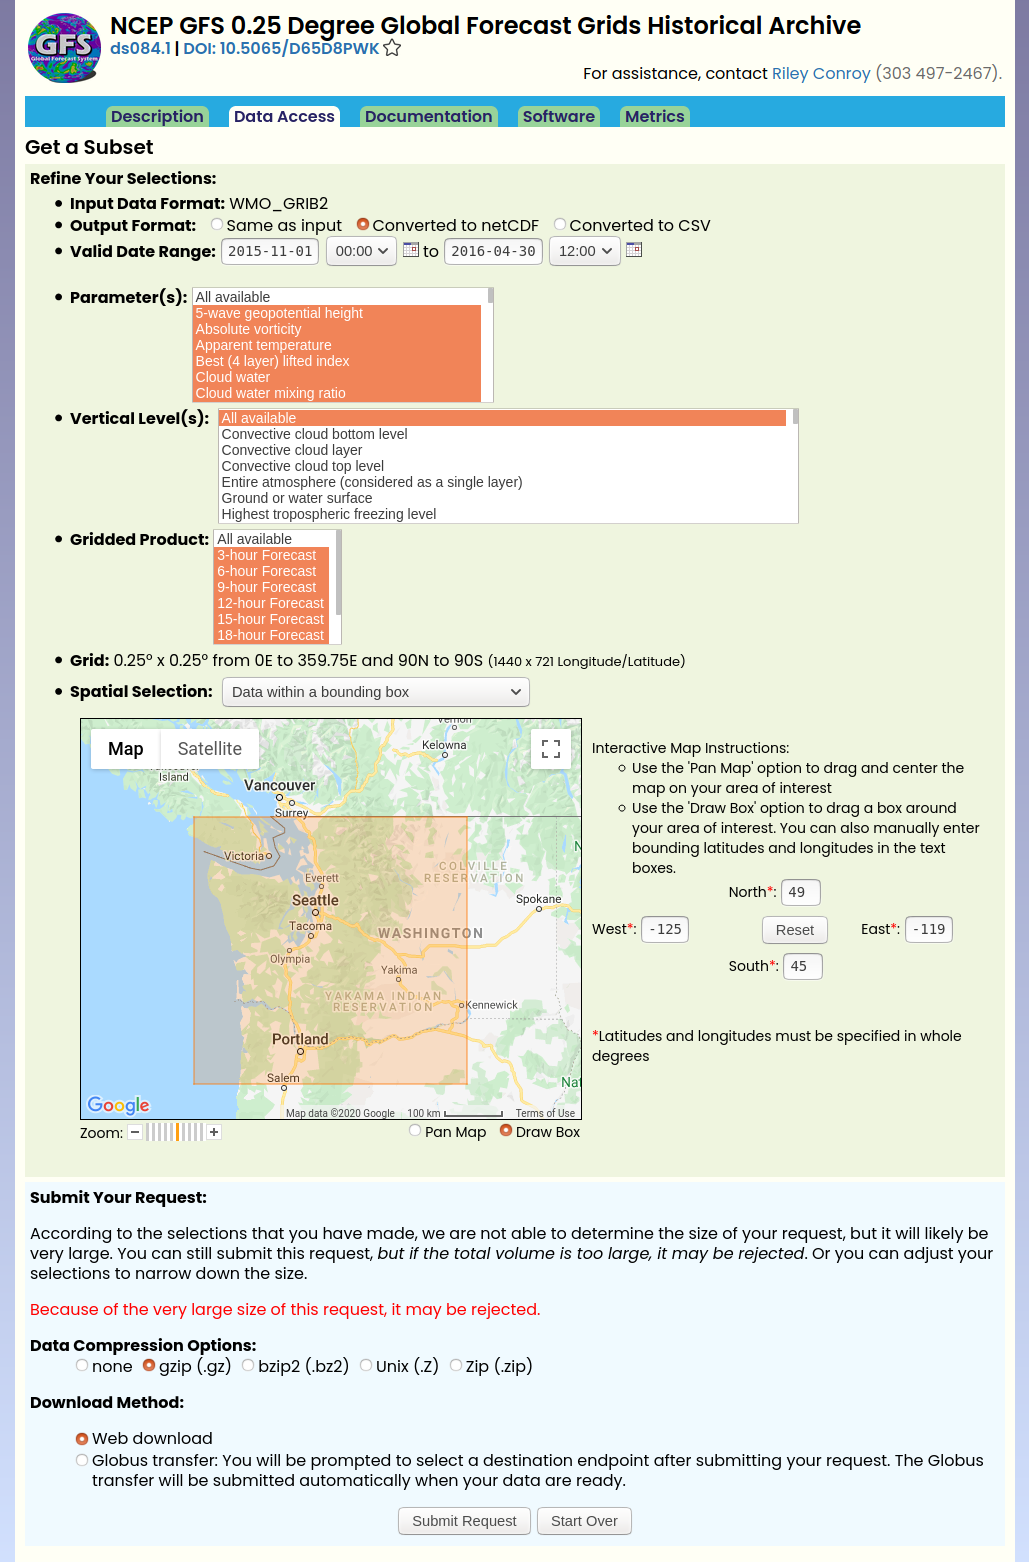 GFS
Global Forecast System
NCEP GFS 0.25 Degree Global Forecast Grids Historical Archive
ds084.1 | DOI: 10.5065/D65D8PWK
For assistance, contact Riley Conroy (303 497-2467).
Description Data Access Documentation Software Metrics
Get a Subset
Refine Your Selections:
Input Data Format: WMO_GRIB2
Output Format: Same as input Converted to netCDF Converted to CSV
Valid Date Range: 2015-11-01 00:00 to 2016-04-30 12:00
Parameter(s): All available
5-wave geopotential height
Absolute vorticity
Apparent temperature
Best (4 layer) lifted index
Cloud water
Cloud water mixing ratio
Vertical Level(s): All available
Convective cloud bottom level
Convective cloud layer
Convective cloud top level
Entire atmosphere (considered as a single layer)
Ground or water surface
Highest tropospheric freezing level
Gridded Product: All available
3-hour Forecast
6-hour Forecast
9-hour Forecast
12-hour Forecast
15-hour Forecast
18-hour Forecast
Grid: 0.25° x 0.25° from 0E to 359.75E and 90N to 90S (1440 x 721 Longitude/Latitude)
Spatial Selection: Data within a bounding box
Vernon
Kelowna
Map Satellite
Island
Vancouver
Surrey
Victoria
COLVILLE
RESERVATION
Everett
Seattle
Spokane
Tacoma
WASHINGTON
Olympia
Yakima
YAKAMA INDIAN
RESERVATION
Kennewick
Portland
Salem
Nat
Google
Map data ©2020 Google 100 km Terms of Use
Zoom: − +
Pan Map Draw Box
Interactive Map Instructions:
Use the 'Pan Map' option to drag and center the
map on your area of interest
Use the 'Draw Box' option to drag a box around
your area of interest. You can also manually enter
bounding latitudes and longitudes in the text
boxes.
North*: 49
West*: -125 Reset East*: -119
South*: 45
*Latitudes and longitudes must be specified in whole
degrees
Submit Your Request:
According to the selections that you have made, we are not able to determine the size of your request, but it will likely be
very large. You can still submit this request, but if the total volume is too large, it may be rejected. Or you can adjust your
selections to narrow down the size.
Because of the very large size of this request, it may be rejected.
Data Compression Options:
none gzip (.gz) bzip2 (.bz2) Unix (.Z) Zip (.zip)
Download Method:
Web download
Globus transfer: You will be prompted to select a destination endpoint after submitting your request. The Globus
transfer will be submitted automatically when your data are ready.
Submit Request Start Over